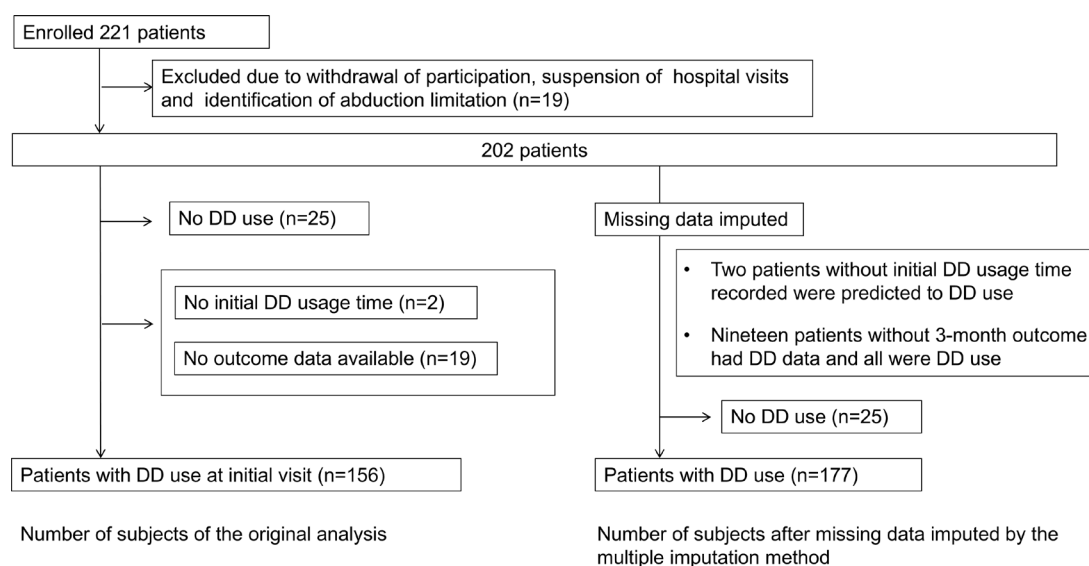 Enrolled 221 patients
Excluded due to withdrawal of participation, suspension of hospital visits
and identification of abduction limitation (n=19)
202 patients
No DD use (n=25)
No initial DD usage time (n=2)
No outcome data available (n=19)
Patients with DD use at initial visit (n=156)
Number of subjects of the original analysis
Missing data imputed
• Two patients without initial DD usage time
recorded were predicted to DD use
• Nineteen patients without 3-month outcome
had DD data and all were DD use
No DD use (n=25)
Patients with DD use (n=177)
Number of subjects after missing data imputed by the
multiple imputation method